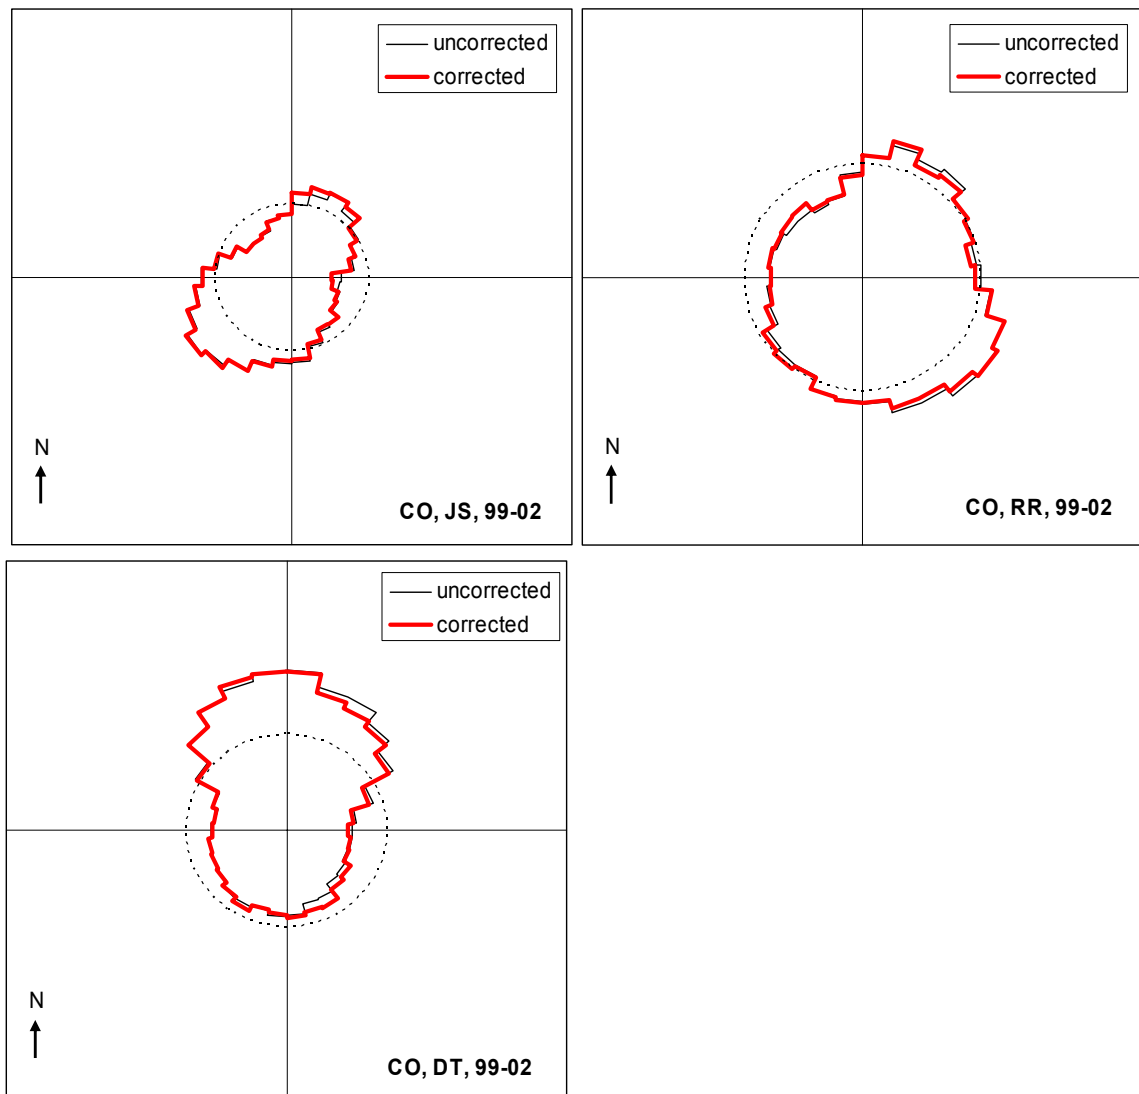 uncorrected
corrected
N
CO, JS, 99-02
uncorrected
corrected
N
CO, RR, 99-02
uncorrected
corrected
N
CO, DT, 99-02